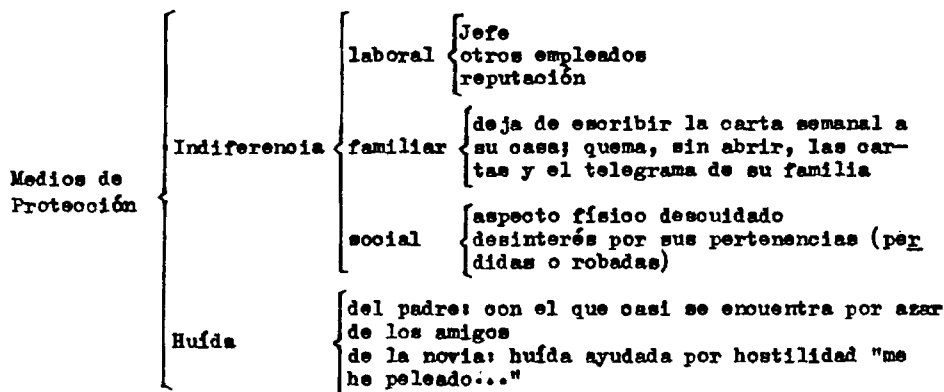 Jefe
laboral otros empleados
reputación
deja de escribir la carta semanal a
Indiferencia familiar su casa; quema, sin abrir, las car-
tas y el telegrama de su familia
Medios de
Protección
aspecto físico descuidado
social desinterés por sus pertenencias (per
didas o robadas)
del padre: con el que casi se encuentra por azar
de los amigos
Huída de la novia: huída ayudada por hostilidad "me
he peleado..."